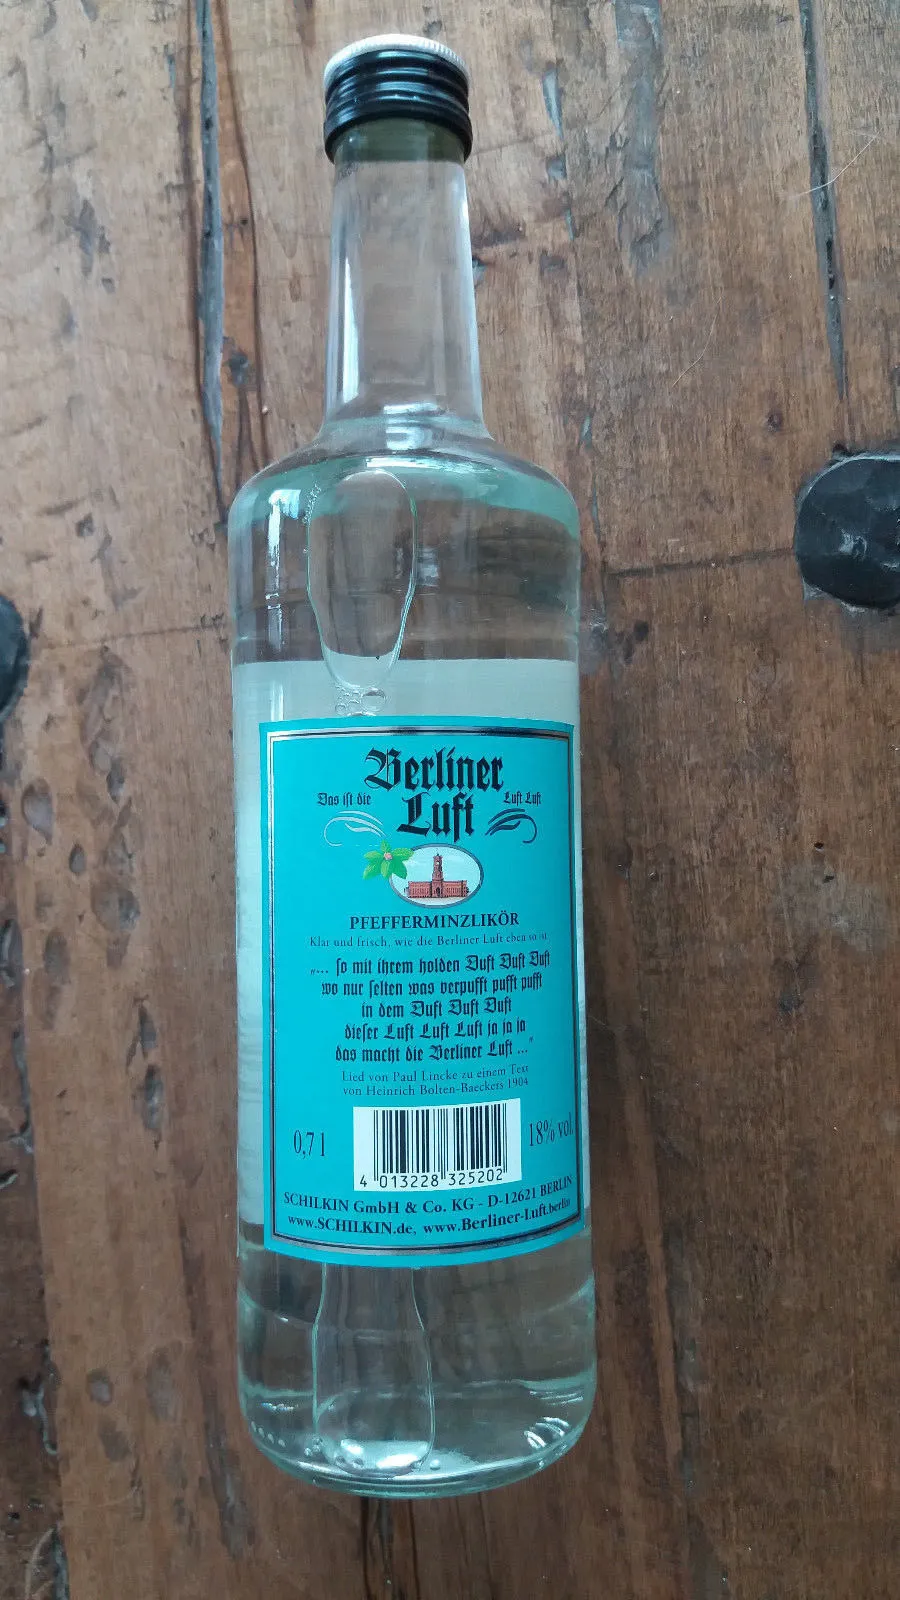 Berliner
Das ist die Luft Luft Luft
PFEFFERMINZLIKÖR
Klar und frisch, wie die Berliner Luft eben so ist
„... so mit ihrem holden Duft Duft Duft
wo nur selten was verpufft pufft pufft
in dem Duft Duft Duft
dieser Luft Luft Luft ja ja ja
das macht die Berliner Luft ..."
Lied von Paul Lincke zu einem Text
von Heinrich Bolten-Baeckers 1904
0,7 l 18% vol
4 013228 325202
SCHILKIN GmbH & Co. KG - D-12621 BERLIN
www.SCHILKIN.de, www.Berliner-Luft.berlin